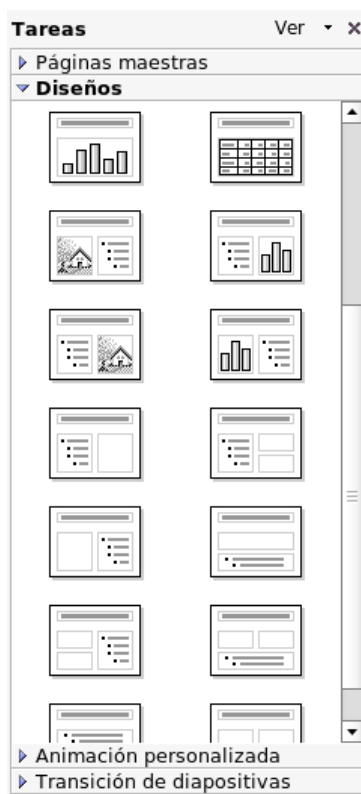 Tareas Ver
Páginas maestras
Diseños
Animación personalizada
Transición de diapositivas